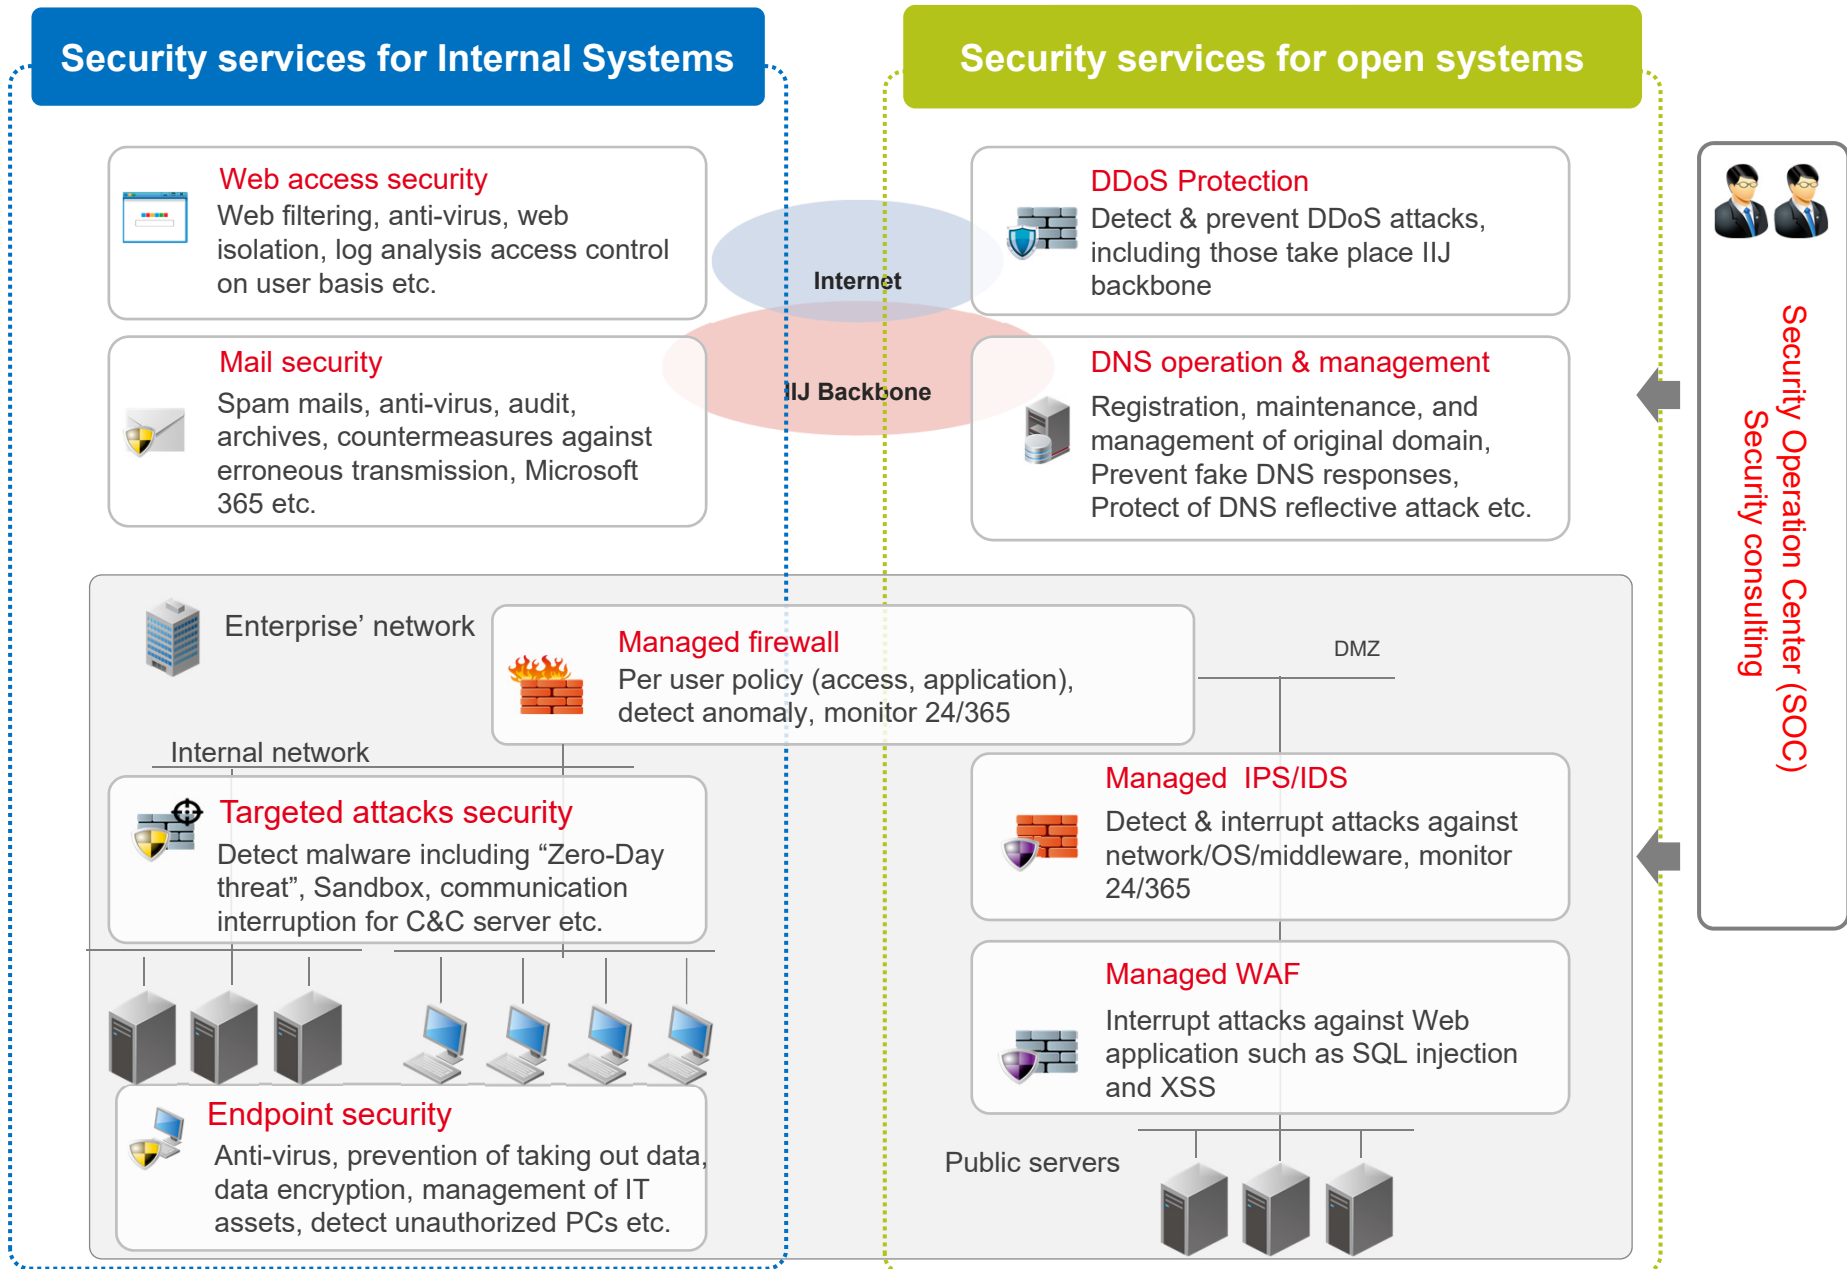 Security services for Internal Systems
Security services for open systems
Web access security
Web filtering, anti-virus, web
isolation, log analysis access control
on user basis etc.
Mail security
Spam mails, anti-virus, audit,
archives, countermeasures against
erroneous transmission, Microsoft
365 etc.
Internet
IIJ Backbone
DDoS Protection
Detect & prevent DDoS attacks,
including those take place IIJ
backbone
DNS operation & management
Registration, maintenance, and
management of original domain,
Prevent fake DNS responses,
Protect of DNS reflective attack etc.
Security Operation Center (SOC)
Security consulting
Enterprise’ network
Managed firewall
Per user policy (access, application),
detect anomaly, monitor 24/365
DMZ
Internal network
Targeted attacks security
Detect malware including “Zero-Day
threat”, Sandbox, communication
interruption for C&C server etc.
Managed IPS/IDS
Detect & interrupt attacks against
network/OS/middleware, monitor
24/365
Managed WAF
Interrupt attacks against Web
application such as SQL injection
and XSS
Endpoint security
Anti-virus, prevention of taking out data,
data encryption, management of IT
assets, detect unauthorized PCs etc.
Public servers